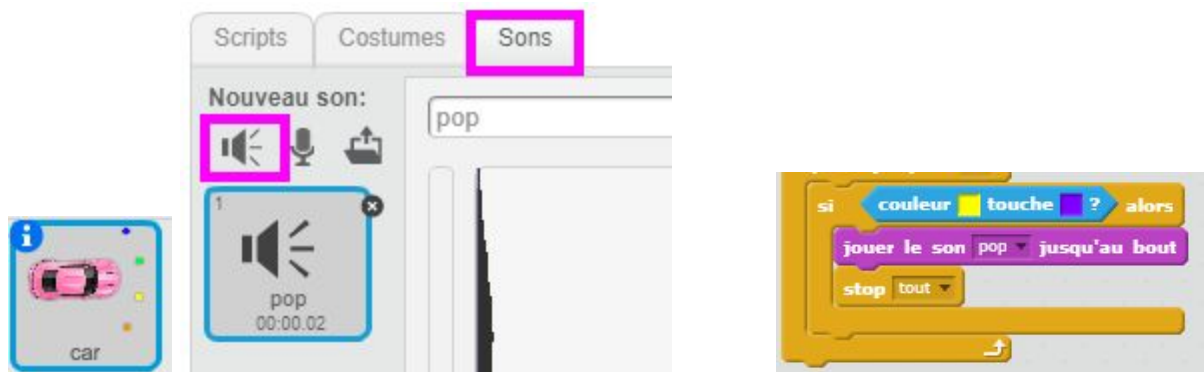 Scripts Costumes Sons
Nouveau son:
pop
1
pop
00:00.02
i
car
si couleur touche ? alors
jouer le son pop jusqu'au bout
stop tout